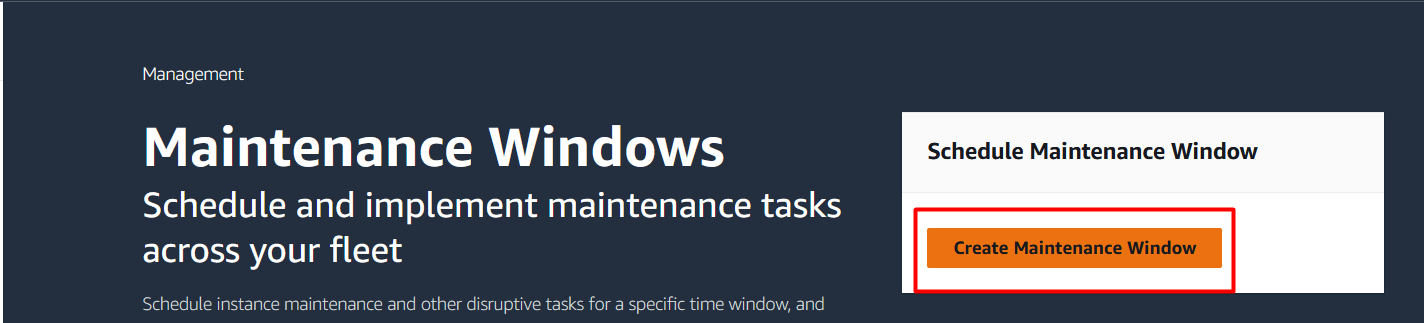 Management
Maintenance Windows
Schedule and implement maintenance tasks
across your fleet
Schedule instance maintenance and other disruptive tasks for a specific time window, and
Schedule Maintenance Window
Create Maintenance Window